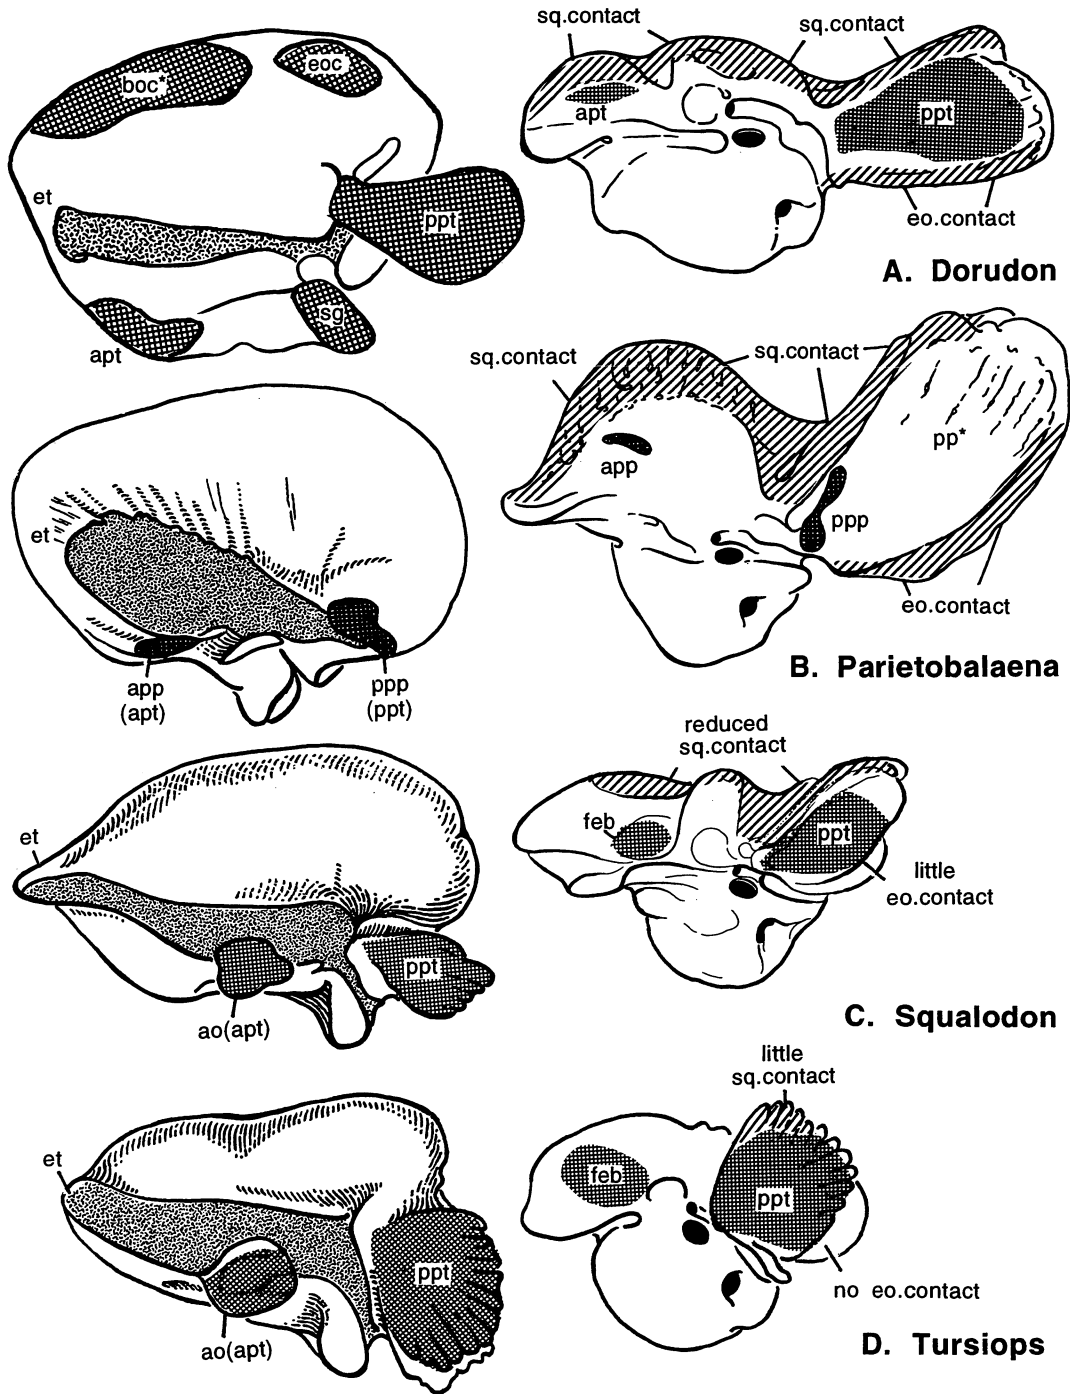 sq.contact
sq.contact
boc*
eoc*
apt
ppt
et
ppt
eo.contact
A. Dorudon
sg
apt
sq.contact
sq.contact
app
pp*
et
ppp
eo.contact
B. Parietobalaena
app
(apt)
ppp
(ppt)
reduced
sq.contact
et
feb
ppt
little
eo.contact
ppt
ao(apt)
C. Squalodon
little
sq.contact
et
feb
ppt
ppt
no eo.contact
ao(apt)
D. Tursiops